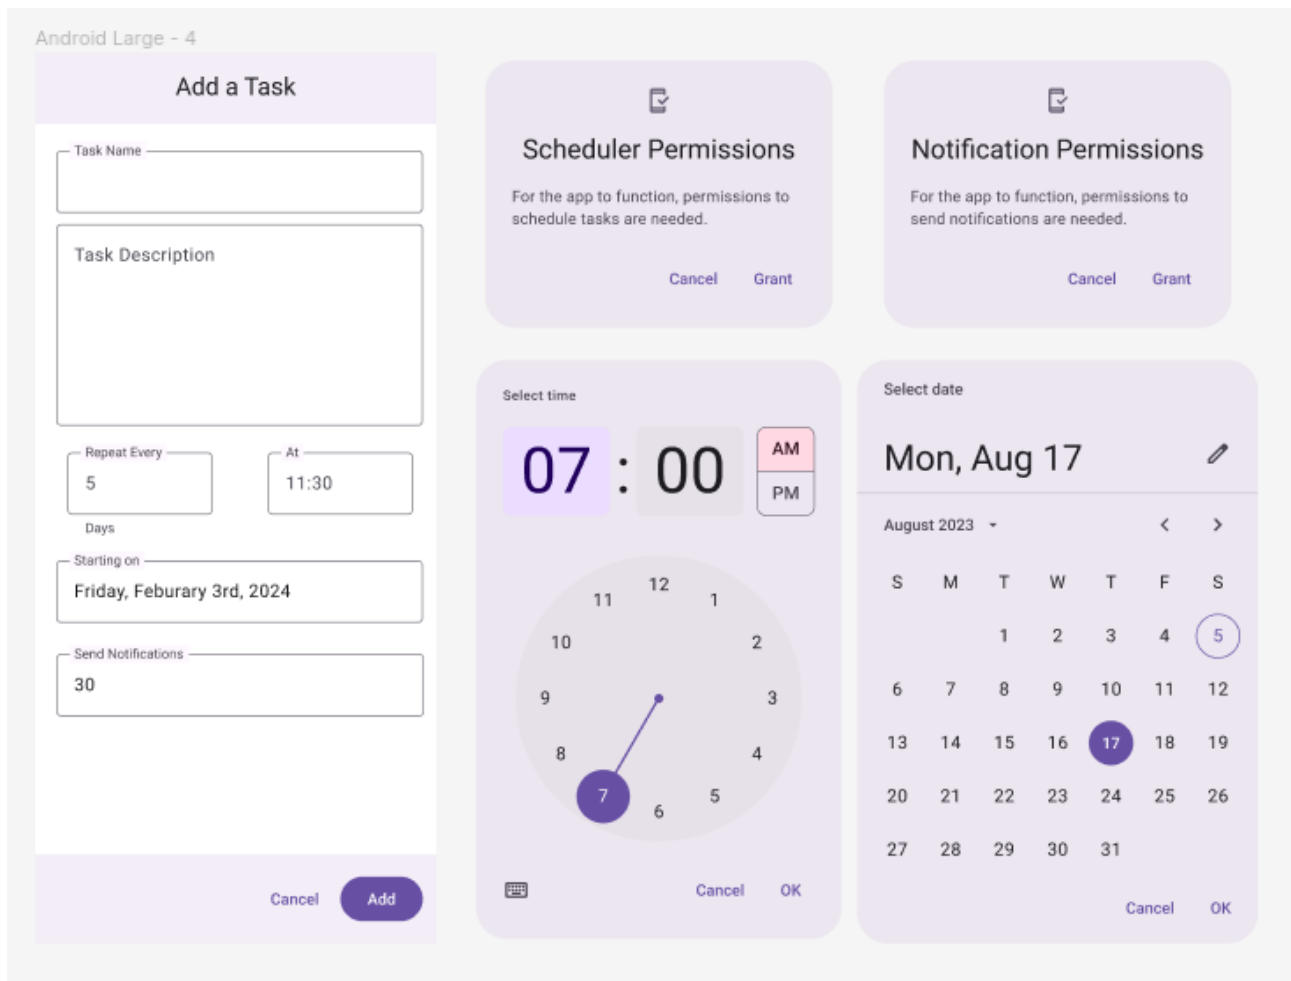 Android Large - 4
Add a Task
Task Name
Task Description
Repeat Every
5
Days
At
11:30
Starting on
Friday, Feburary 3rd, 2024
Send Notifications
30
Cancel
Add
Scheduler Permissions
For the app to function, permissions to
schedule tasks are needed.
Cancel
Grant
Notification Permissions
For the app to function, permissions to
send notifications are needed.
Cancel
Grant
Select time
07 : 00
AM
PM
12
11
1
10
2
9
3
8
4
7
5
6
Cancel
OK
Select date
Mon, Aug 17
August 2023
S M T W T F S
1 2 3 4 5
6 7 8 9 10 11 12
13 14 15 16 17 18 19
20 21 22 23 24 25 26
27 28 29 30 31
Cancel
OK